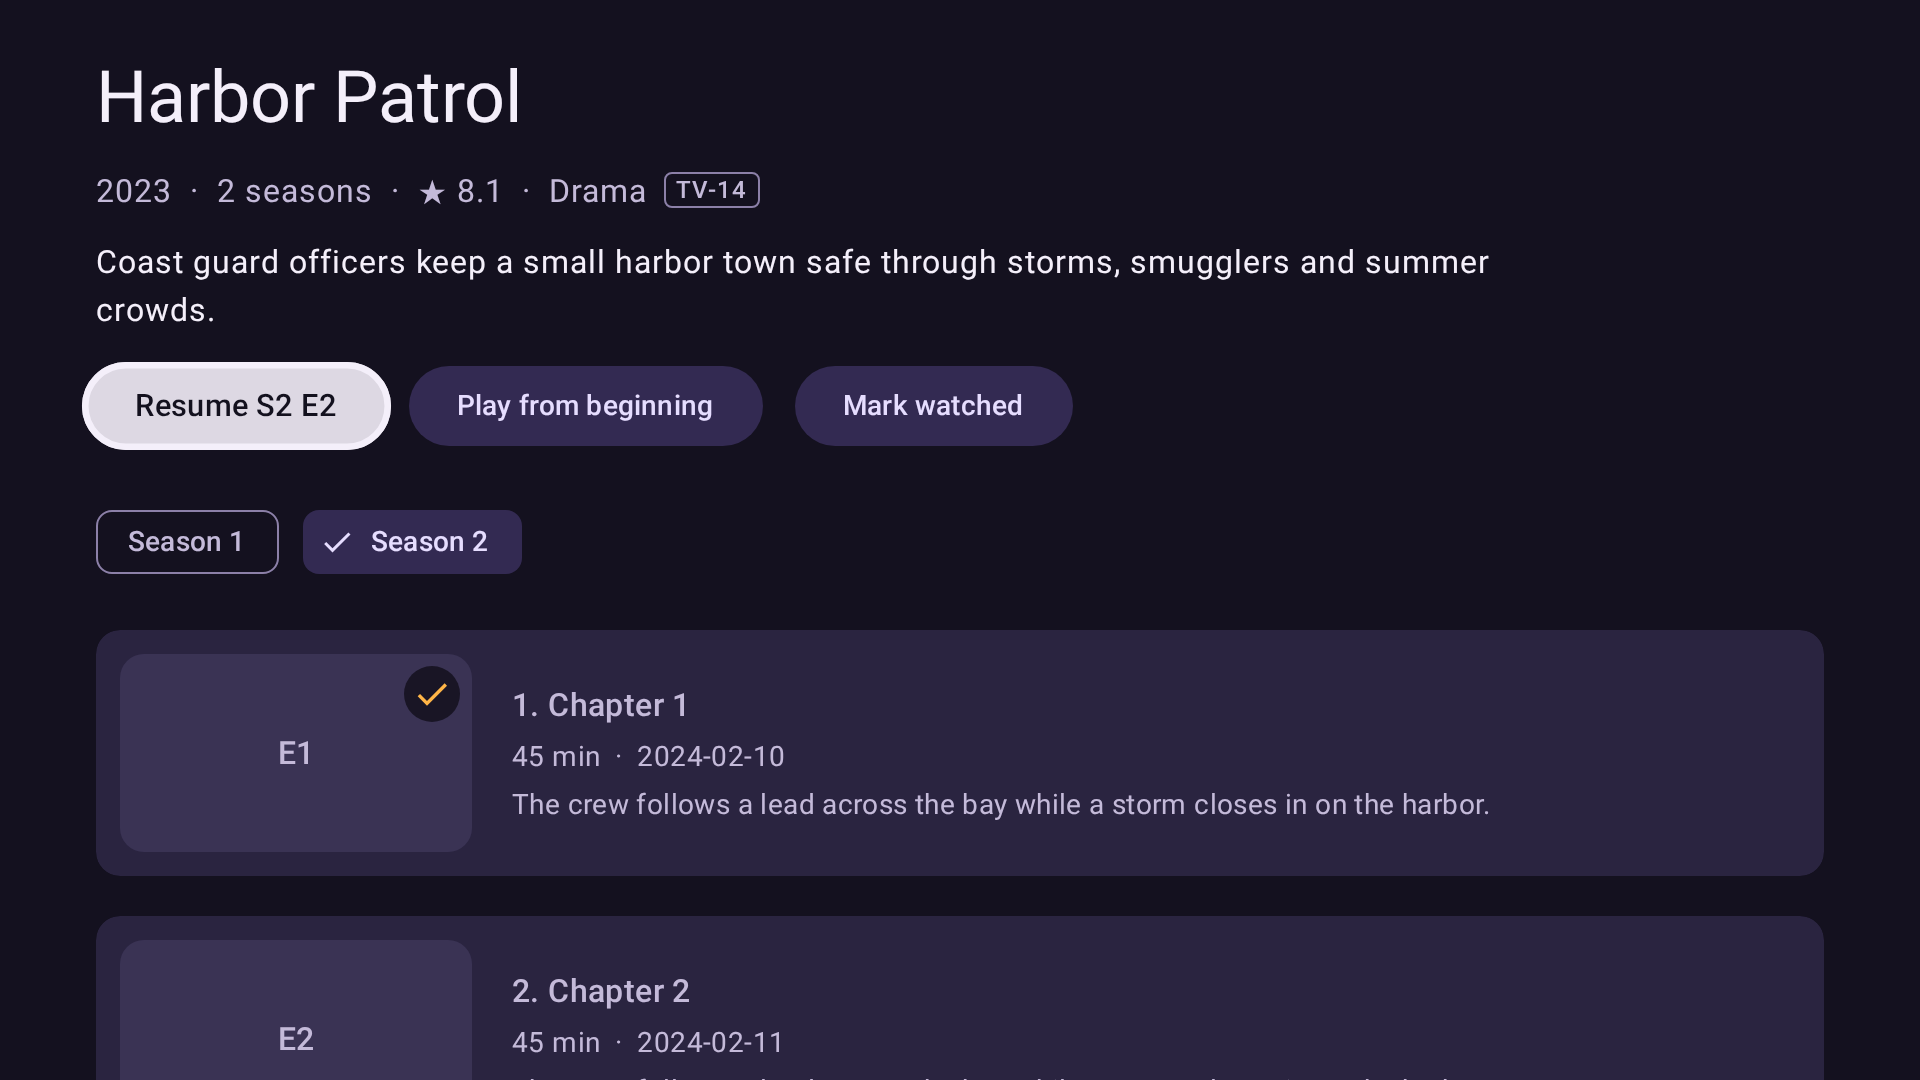 Harbor Patrol
2023 · 2 seasons · ★ 8.1 · Drama TV-14
Coast guard officers keep a small harbor town safe through storms, smugglers and summer
crowds.
Resume S2 E2 Play from beginning Mark watched
Season 1 Season 2
E1
1. Chapter 1
45 min · 2024-02-10
The crew follows a lead across the bay while a storm closes in on the harbor.
E2
2. Chapter 2
45 min · 2024-02-11